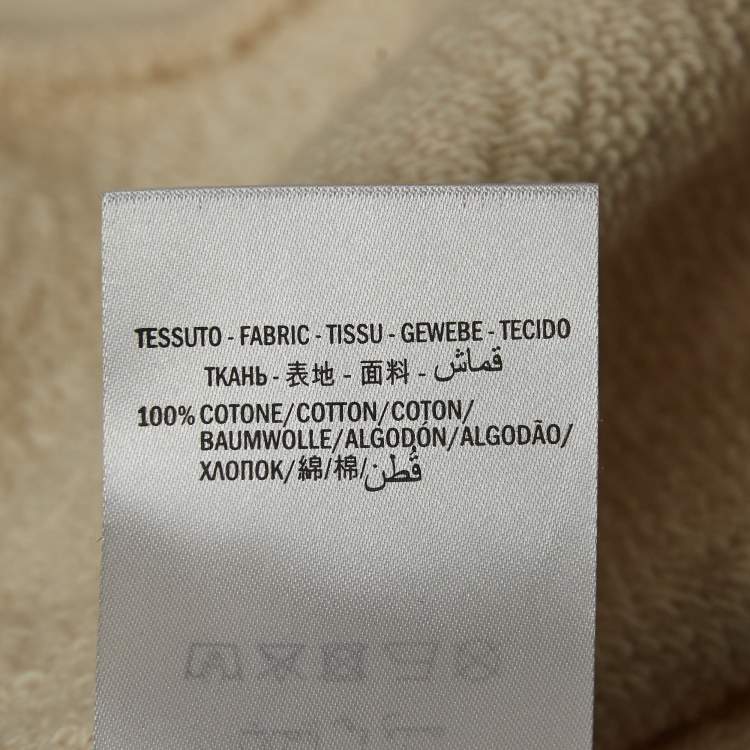 TESSUTO - FABRIC - TISSU - GEWEBE - TECIDO
ТКАНЬ - 表地 - 面料 - قماش
100% COTONE/COTTON/COTON/
BAUMWOLLE/ALGODÓN/ALGODÃO/
ХЛОПОК/綿/棉/قُطن